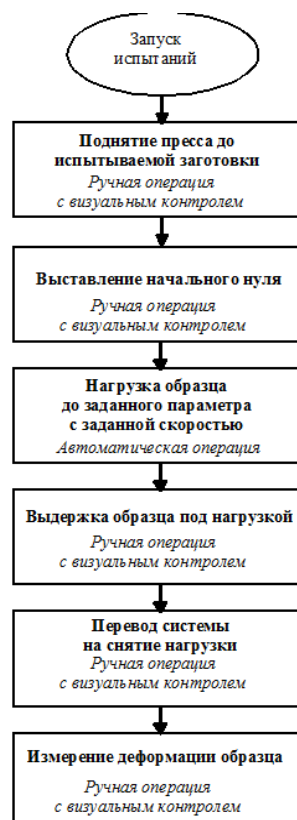 Запуск
испытаний
Поднятие пресса до
испытываемой заготовки
Ручная операция
с визуальным контролем
Выставление начального нуля
Ручная операция
с визуальным контролем
Нагрузка образца
до заданного параметра
с заданной скоростью
Автоматическая операция
Выдержка образца под нагрузкой
Ручная операция
с визуальным контролем
Перевод системы
на снятие нагрузки
Ручная операция
с визуальным контролем
Измерение деформации образца
Ручная операция
с визуальным контролем